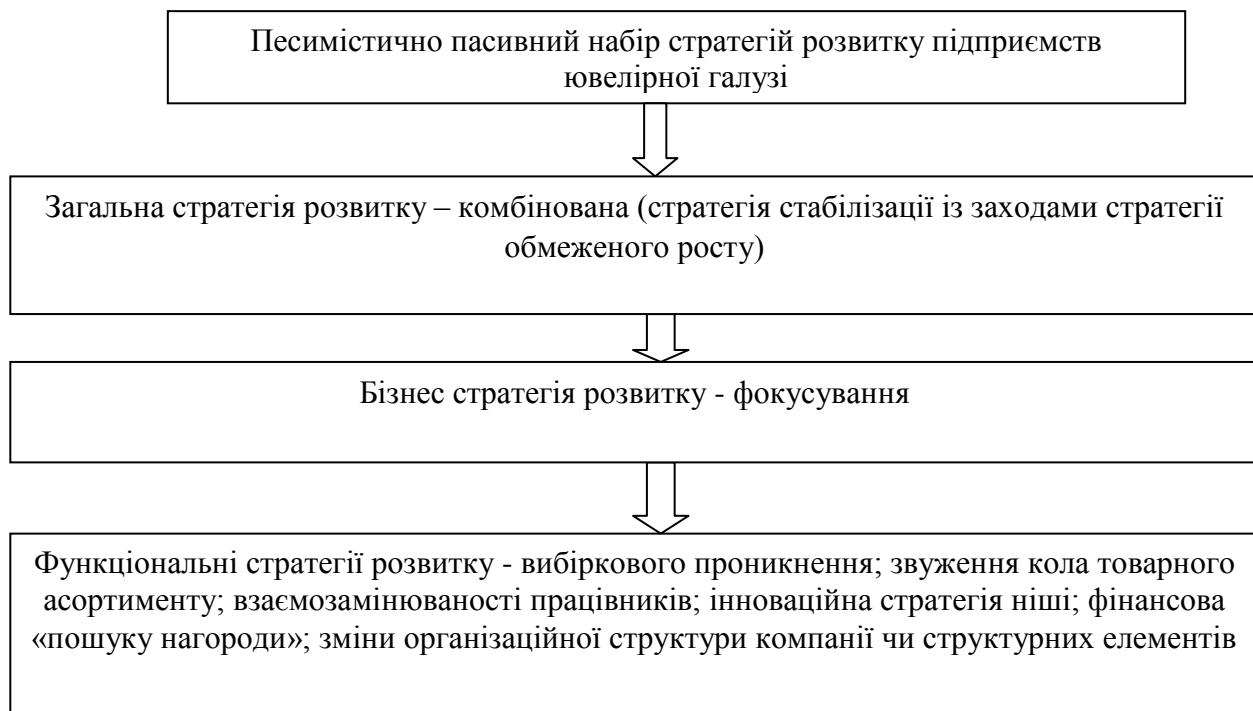 Песимістично пасивний набір стратегій розвитку підприємств
ювелірної галузі
Загальна стратегія розвитку – комбінована (стратегія стабілізації із заходами стратегії
обмеженого росту)
Бізнес стратегія розвитку - фокусування
Функціональні стратегії розвитку - вибіркового проникнення; звуження кола товарного
асортименту; взаємозамінюваності працівників; інноваційна стратегія ніші; фінансова
«пошуку нагороди»; зміни організаційної структури компанії чи структурних елементів